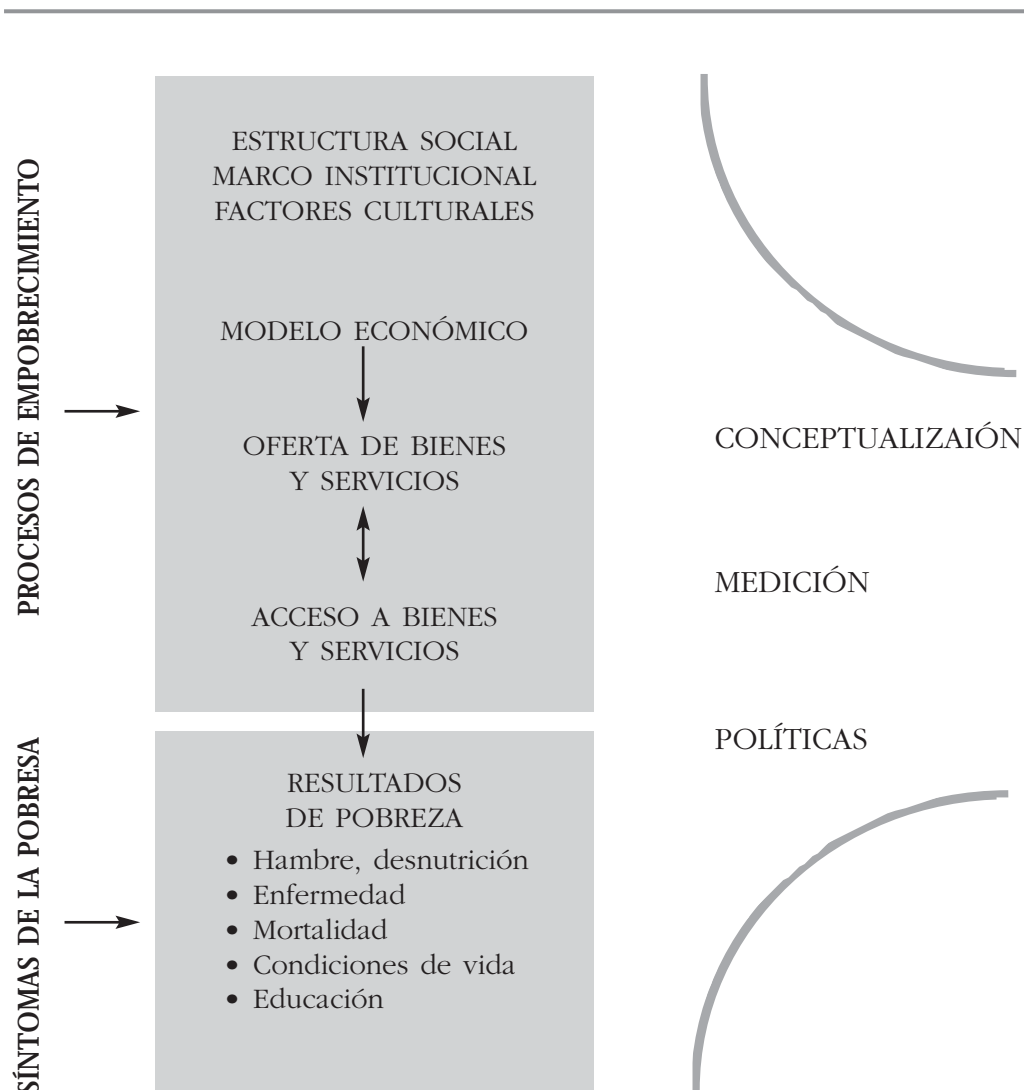 PROCESOS DE EMPOBRECIMIENTO
ESTRUCTURA SOCIAL
MARCO INSTITUCIONAL
FACTORES CULTURALES
MODELO ECONÓMICO
OFERTA DE BIENES
Y SERVICIOS
ACCESO A BIENES
Y SERVICIOS
SÍNTOMAS DE LA POBRESA
RESULTADOS
DE POBREZA
• Hambre, desnutrición
• Enfermedad
• Mortalidad
• Condiciones de vida
• Educación
CONCEPTUALIZAIÓN
MEDICIÓN
POLÍTICAS